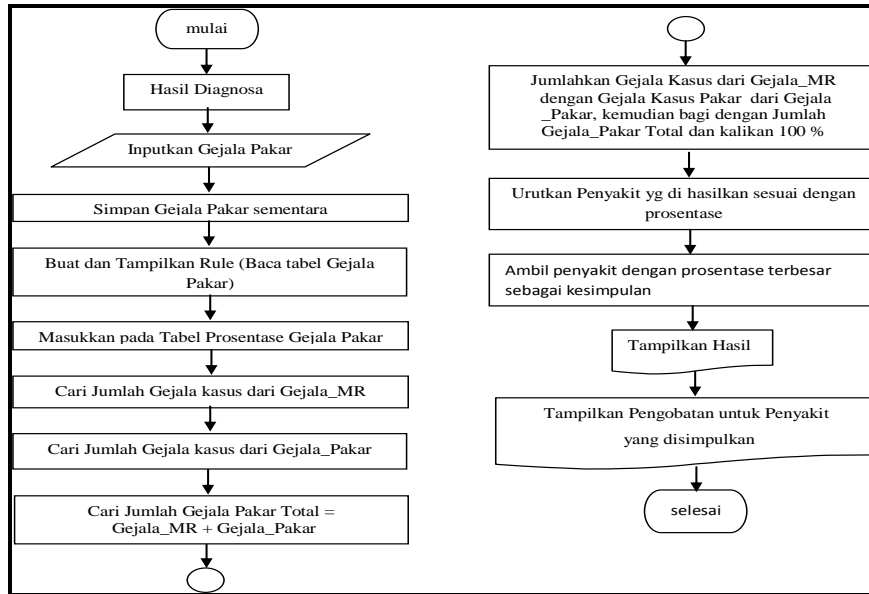 mulai
Hasil Diagnosa
Inputkan Gejala Pakar
Simpan Gejala Pakar sementara
Buat dan Tampilkan Rule (Baca tabel Gejala
Pakar)
Masukkan pada Tabel Prosentase Gejala Pakar
Cari Jumlah Gejala kasus dari Gejala_MR
Cari Jumlah Gejala kasus dari Gejala_Pakar
Cari Jumlah Gejala Pakar Total =
Gejala_MR + Gejala_Pakar
Jumlahkan Gejala Kasus dari Gejala_MR
dengan Gejala Kasus Pakar dari Gejala
_Pakar, kemudian bagi dengan Jumlah
Gejala_Pakar Total dan kalikan 100 %
Urutkan Penyakit yg di hasilkan sesuai dengan
prosentase
Ambil penyakit dengan prosentase terbesar
sebagai kesimpulan
Tampilkan Hasil
Tampilkan Pengobatan untuk Penyakit
yang disimpulkan
selesai